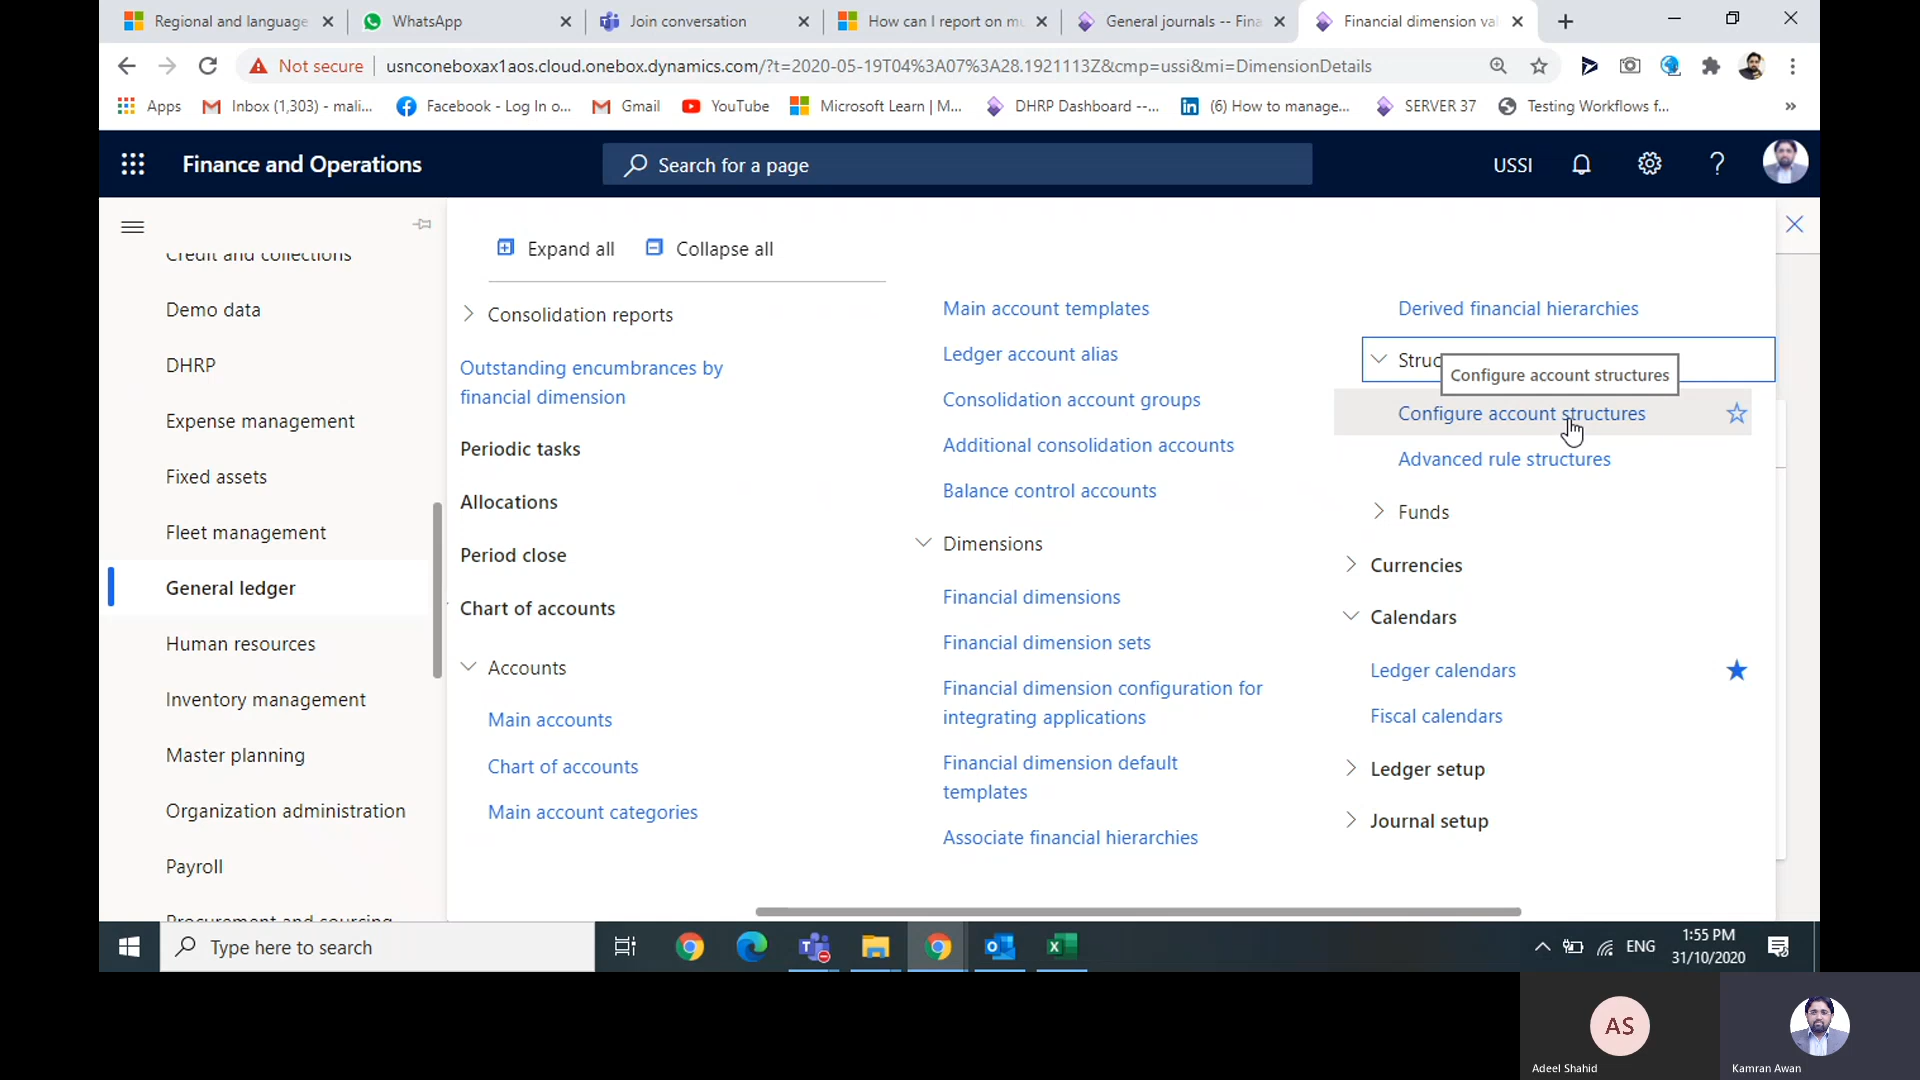 Regional and language
WhatsApp
Join conversation
How can I report on mu
General journals -- Fina
Financial dimension va
Not secure
usnconeboxax1aos.cloud.onebox.dynamics.com/?t=2020-05-19T04%3A07%3A28.1921113Z&cmp=ussi&mi=DimensionDetails
Apps
Inbox (1,303) - mali...
Facebook - Log In o...
Gmail
YouTube
Microsoft Learn | M...
DHRP Dashboard --...
(6) How to manage...
SERVER 37
Testing Workflows f...
»
Finance and Operations
Search for a page
USSI
?
Credit and collections
Demo data
DHRP
Expense management
Fixed assets
Fleet management
General ledger
Human resources
Inventory management
Master planning
Organization administration
Payroll
Procurement and sourcing
Expand all
Collapse all
Consolidation reports
Outstanding encumbrances by
financial dimension
Periodic tasks
Allocations
Period close
Chart of accounts
Accounts
Main accounts
Chart of accounts
Main account categories
Main account templates
Ledger account alias
Consolidation account groups
Additional consolidation accounts
Balance control accounts
Dimensions
Financial dimensions
Financial dimension sets
Financial dimension configuration for
integrating applications
Financial dimension default
templates
Associate financial hierarchies
Derived financial hierarchies
Struc
Configure account structures
Configure account structures
Advanced rule structures
Funds
Currencies
Calendars
Ledger calendars
Fiscal calendars
Ledger setup
Journal setup
Type here to search
ENG
1:55 PM
31/10/2020
AS
Adeel Shahid
Kamran Awan